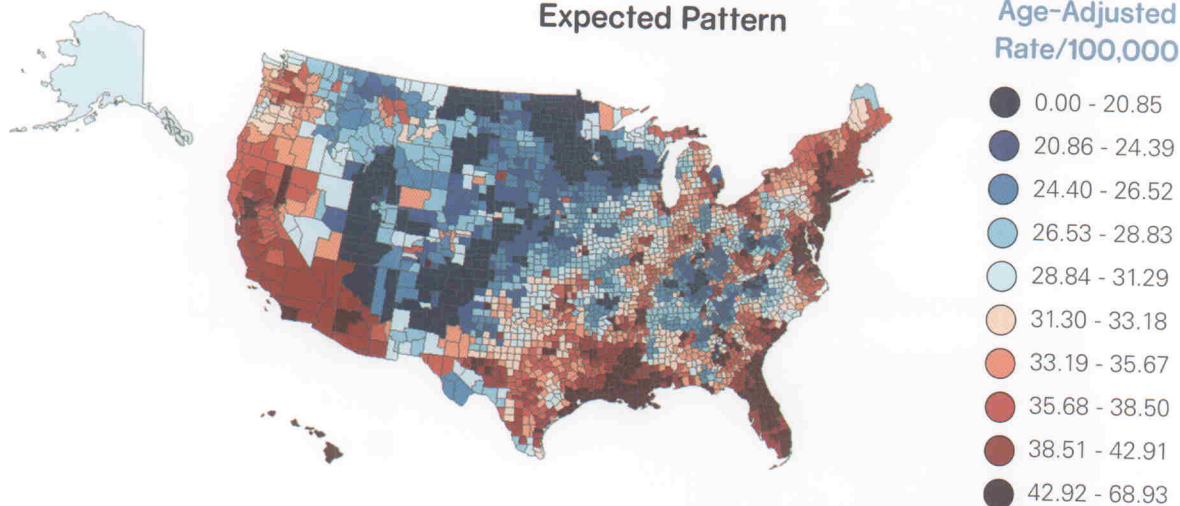 Expected Pattern
Age-Adjusted
Rate/100,000
0.00 - 20.85
20.86 - 24.39
24.40 - 26.52
26.53 - 28.83
28.84 - 31.29
31.30 - 33.18
33.19 - 35.67
35.68 - 38.50
38.51 - 42.91
42.92 - 68.93